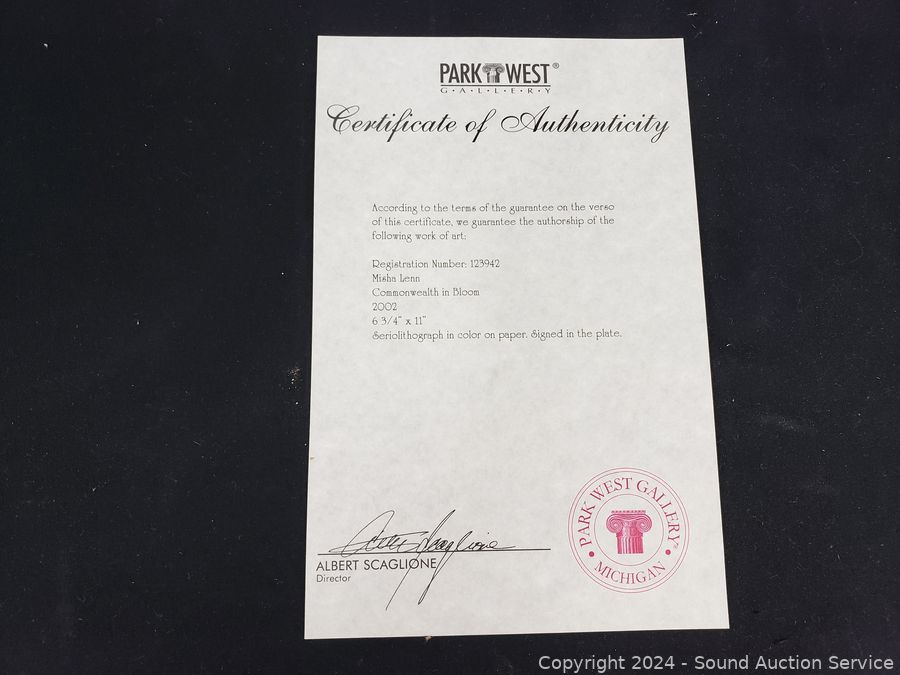 PARK WEST®
G·A·L·L·E·R·Y
Certificate of Authenticity
According to the terms of the guarantee on the verso
of this certificate, we guarantee the authorship of the
following work of art:
Registration Number: 123942
Misha Lenn
Commonwealth in Bloom
2002
6 3/4" x 11"
Seriolithograph in color on paper. Signed in the plate.
ALBERT SCAGLIONE
Director
PARK WEST GALLERY™
• MICHIGAN •
Copyright 2024 - Sound Auction Service